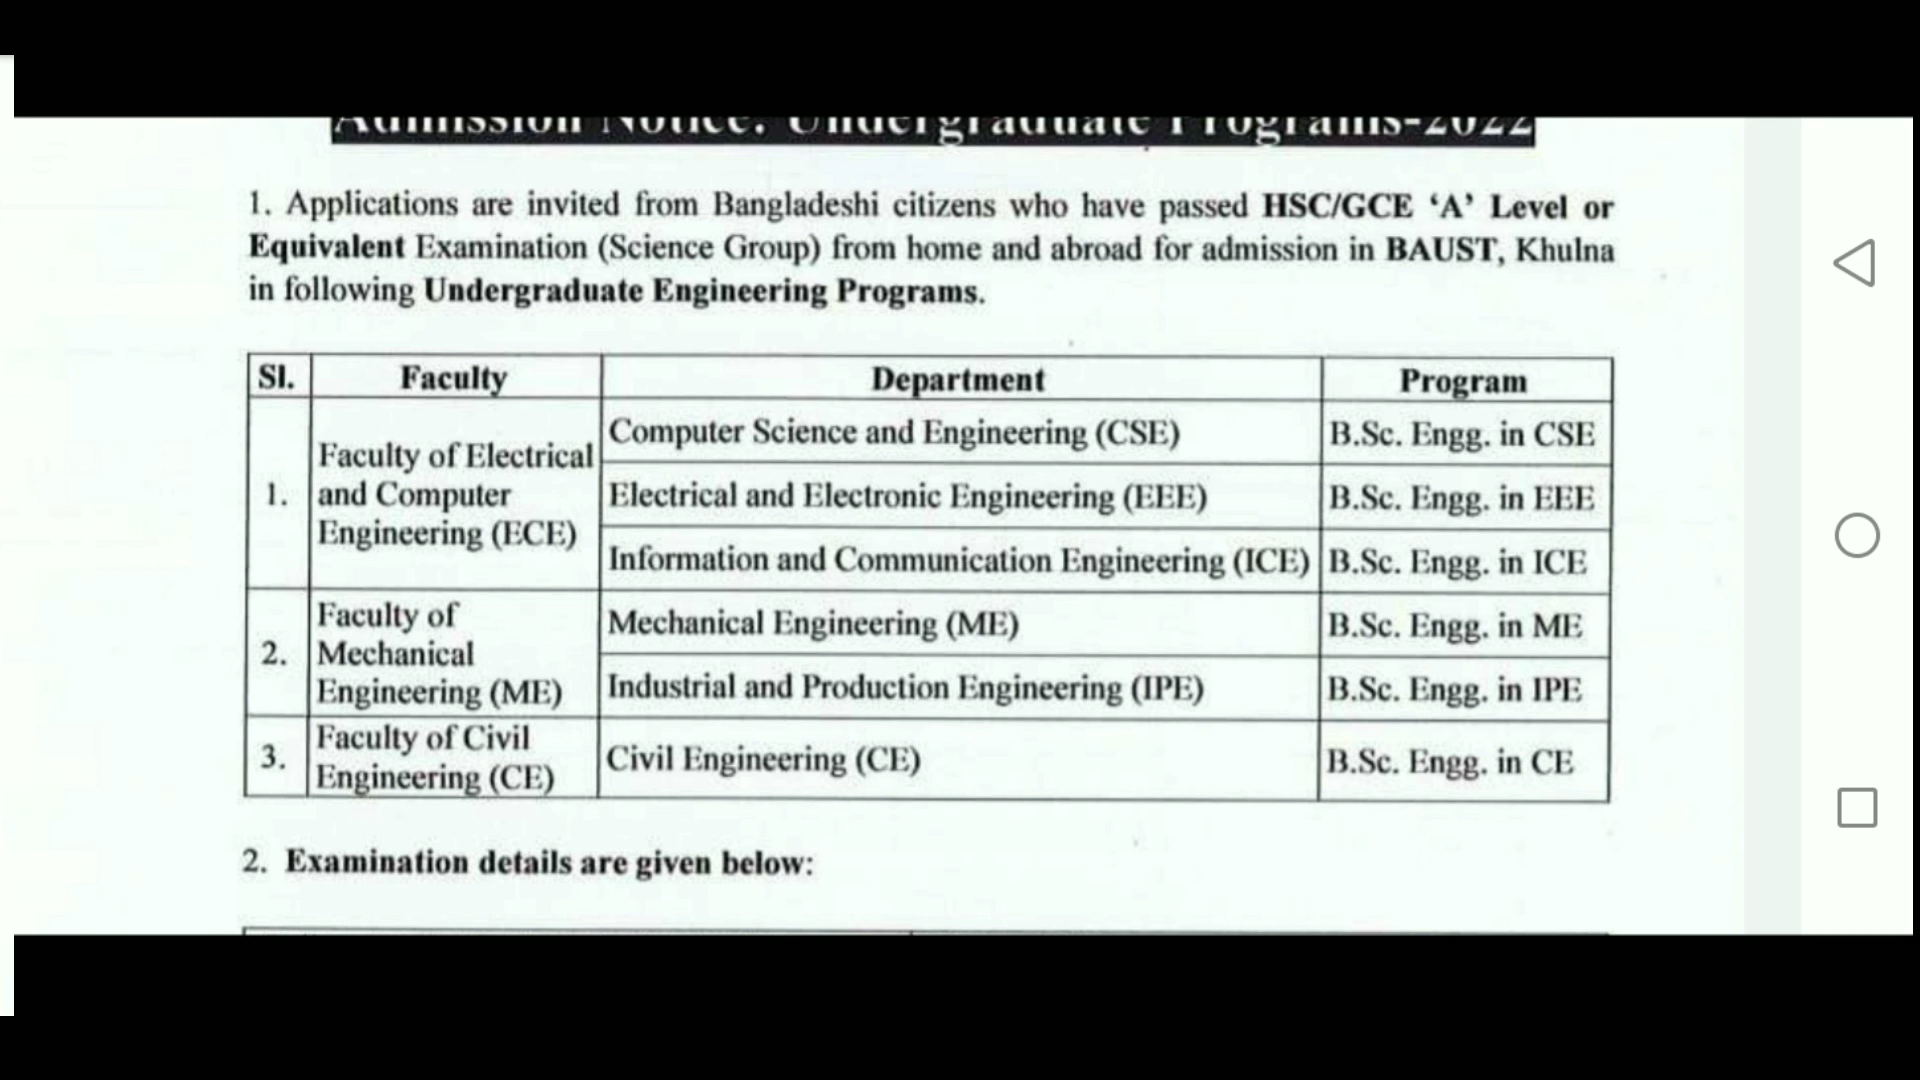 Admission Notice: Undergraduate Programs-2022
1. Applications are invited from Bangladeshi citizens who have passed HSC/GCE ‘A’ Level or
Equivalent Examination (Science Group) from home and abroad for admission in BAUST, Khulna
in following Undergraduate Engineering Programs.
Sl. Faculty Department Program
1. Faculty of Electrical
and Computer
Engineering (ECE)
Computer Science and Engineering (CSE) B.Sc. Engg. in CSE
Electrical and Electronic Engineering (EEE) B.Sc. Engg. in EEE
Information and Communication Engineering (ICE) B.Sc. Engg. in ICE
2. Faculty of
Mechanical
Engineering (ME)
Mechanical Engineering (ME) B.Sc. Engg. in ME
Industrial and Production Engineering (IPE) B.Sc. Engg. in IPE
3. Faculty of Civil
Engineering (CE)
Civil Engineering (CE) B.Sc. Engg. in CE
2. Examination details are given below: